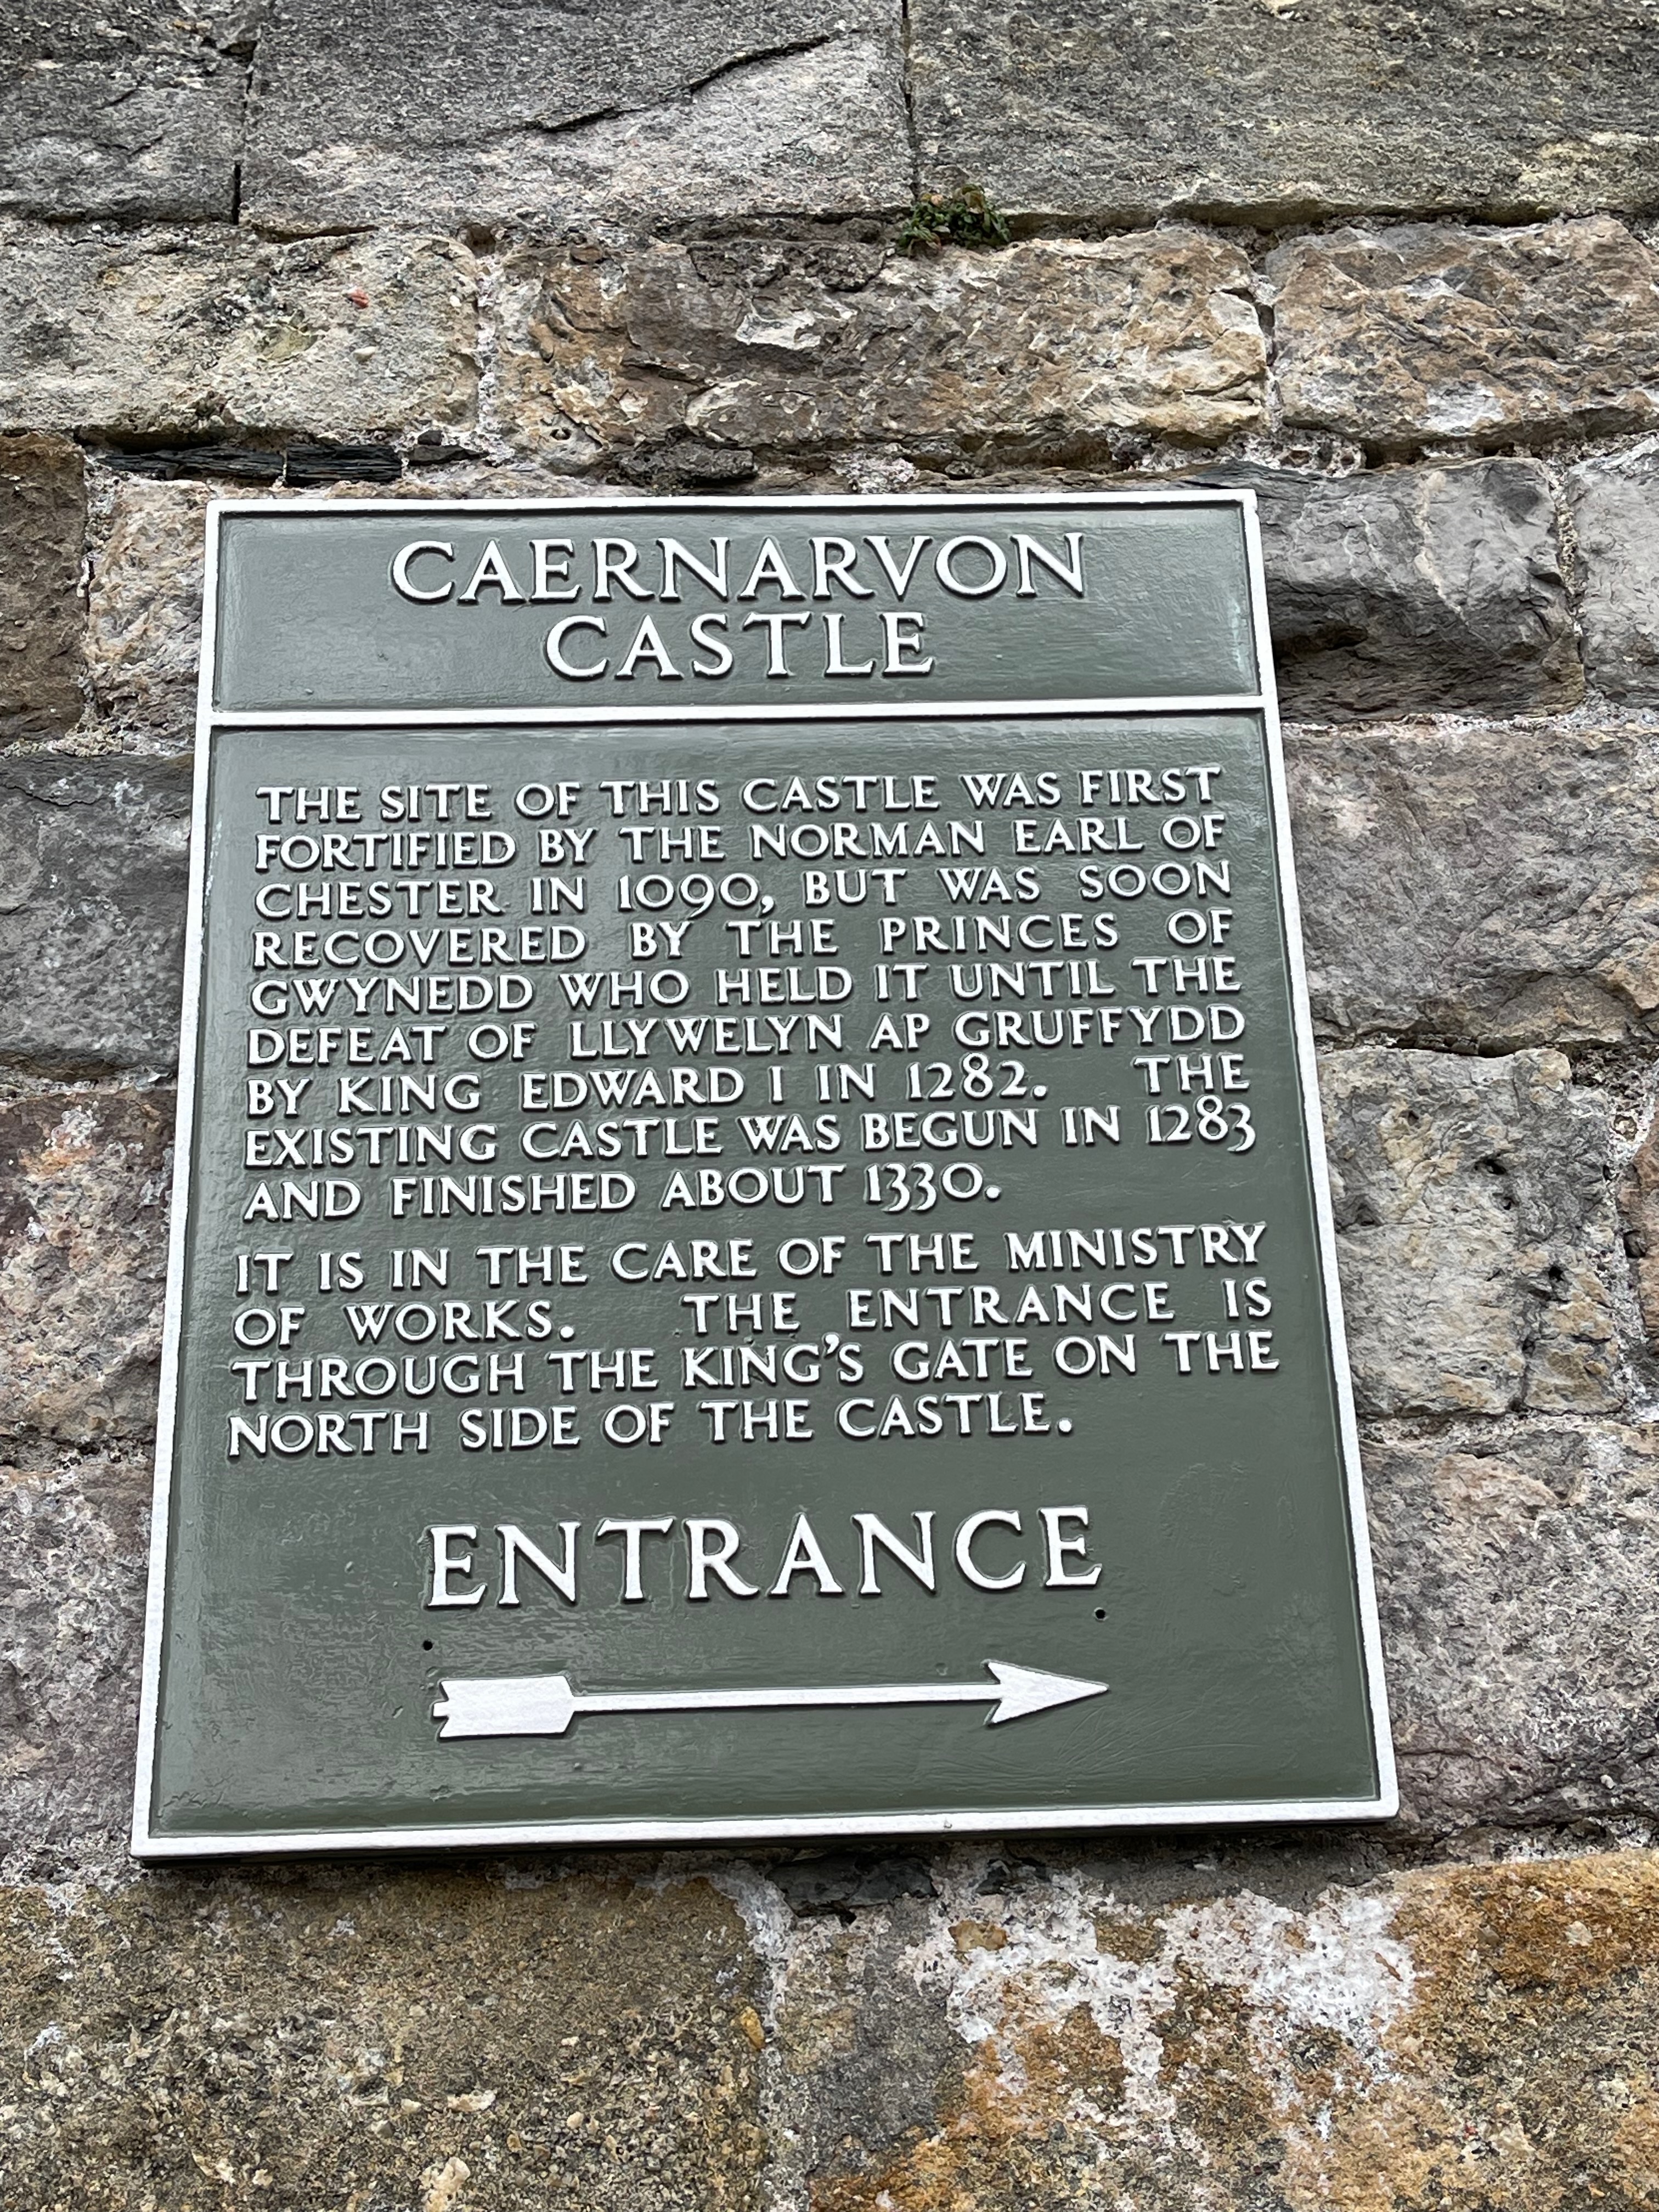 CAERNARVON
CASTLE
THE SITE OF THIS CASTLE WAS FIRST
FORTIFIED BY THE NORMAN EARL OF
CHESTER IN 1090, BUT WAS SOON
RECOVERED BY THE PRINCES OF
GWYNEDD WHO HELD IT UNTIL THE
DEFEAT OF LLYWELYN AP GRUFFYDD
BY KING EDWARD I IN 1282. THE
EXISTING CASTLE WAS BEGUN IN 1283
AND FINISHED ABOUT 1330.
IT IS IN THE CARE OF THE MINISTRY
OF WORKS. THE ENTRANCE IS
THROUGH THE KING'S GATE ON THE
NORTH SIDE OF THE CASTLE.
ENTRANCE